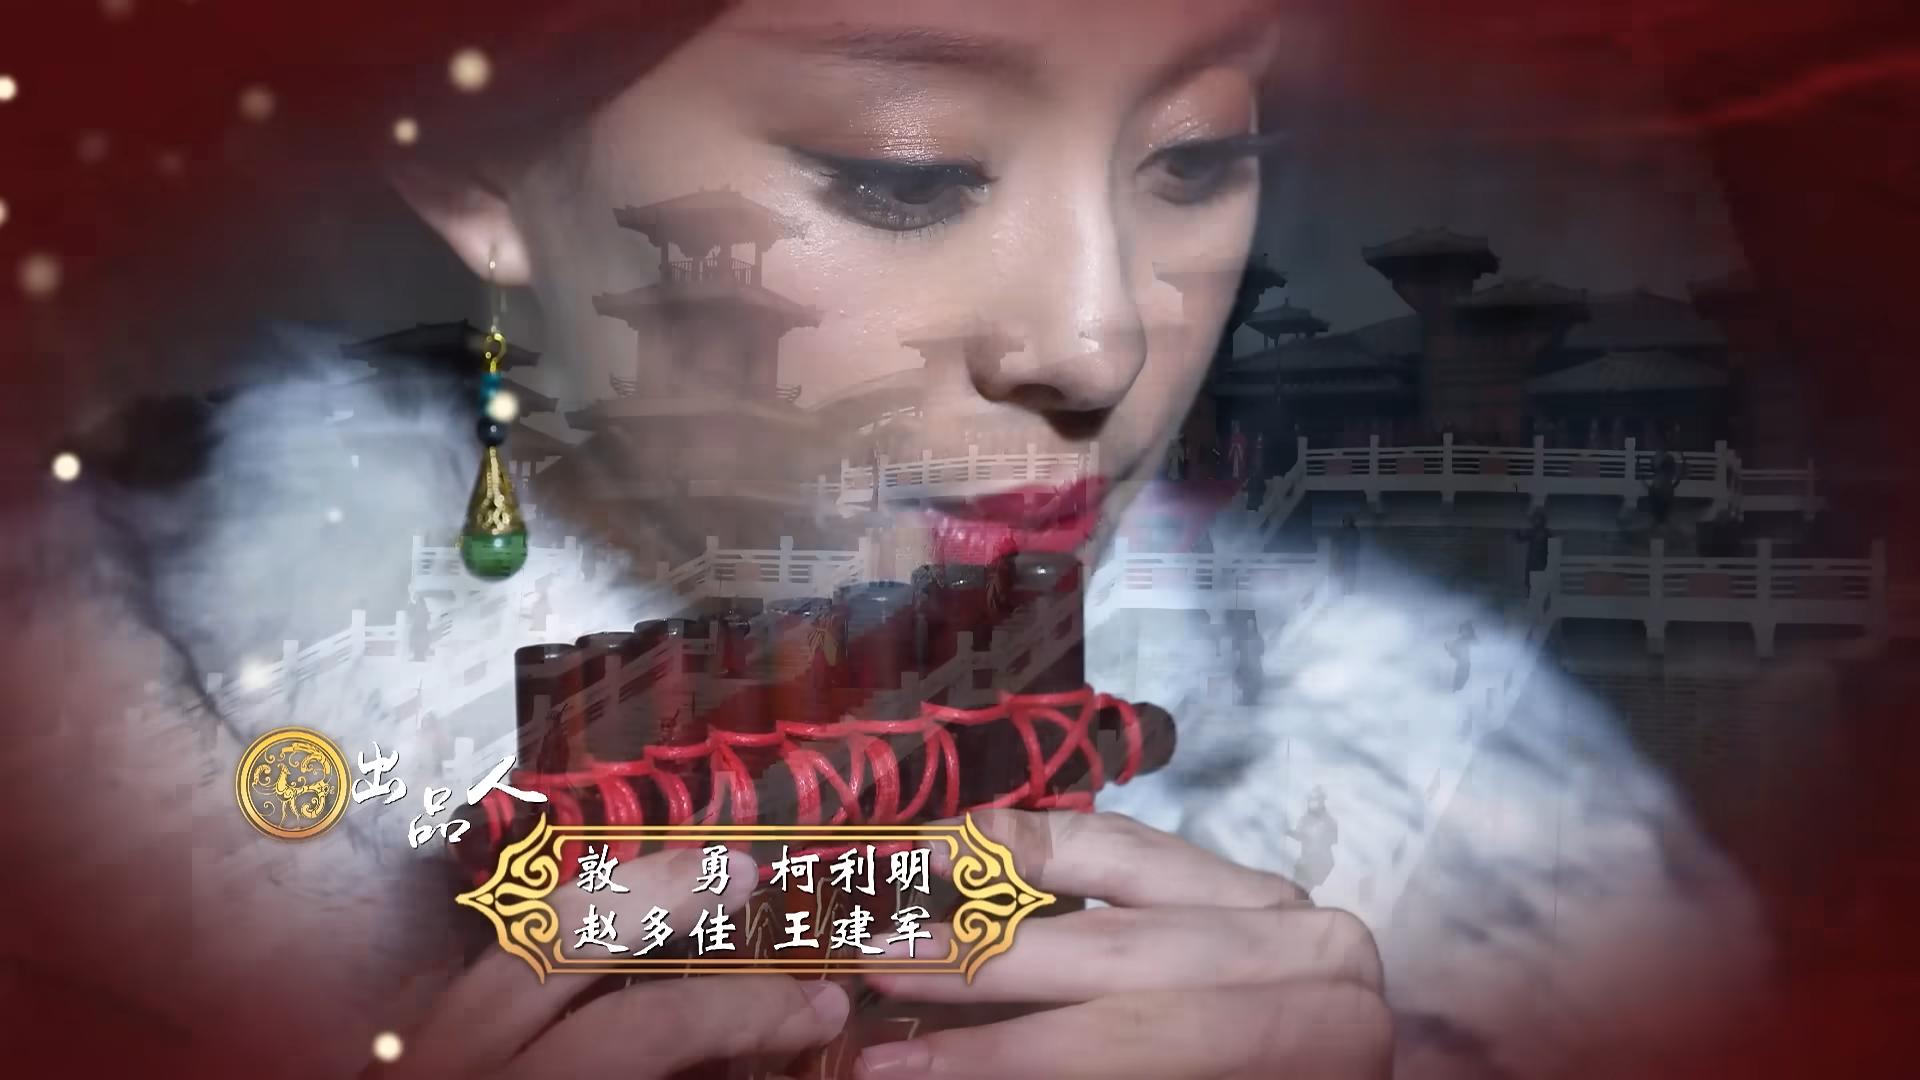 出品人
敦 勇 柯利明
赵多佳 王建军